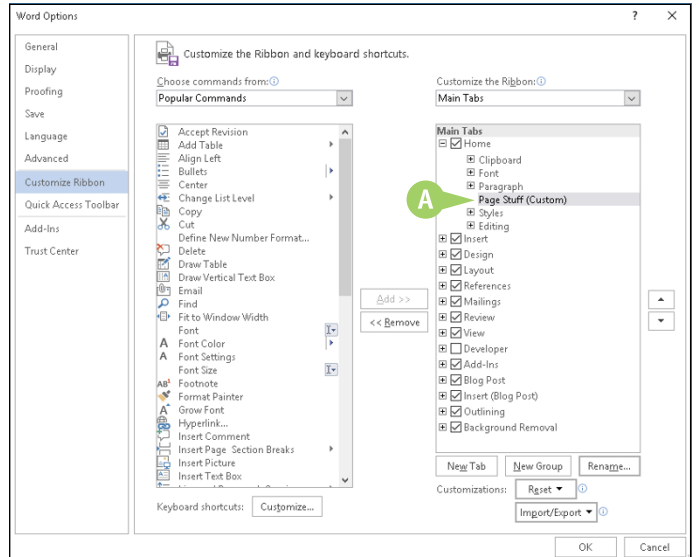 Word Options
?
General
Display
Proofing
Save
Language
Advanced
Customize Ribbon
Quick Access Toolbar
Add-Ins
Trust Center
Customize the Ribbon and keyboard shortcuts.
Choose commands from:
Popular Commands
Accept Revision
Add Table
Align Left
Bullets
Center
Change List Level
Copy
Cut
Define New Number Format...
Delete
Draw Table
Draw Vertical Text Box
Email
Find
Fit to Window Width
Font
Font Color
Font Settings
Font Size
Footnote
Format Painter
Grow Font
Hyperlink...
Insert Comment
Insert Page Section Breaks
Insert Picture
Insert Text Box
Keyboard shortcuts: Customize...
Add >>
<< Remove
Customize the Ribbon:
Main Tabs
Main Tabs
Home
Clipboard
Font
Paragraph
A Page Stuff (Custom)
Styles
Editing
Insert
Design
Layout
References
Mailings
Review
View
Developer
Add-Ins
Blog Post
Insert (Blog Post)
Outlining
Background Removal
New Tab New Group Rename...
Customizations: Reset
Import/Export
OK Cancel